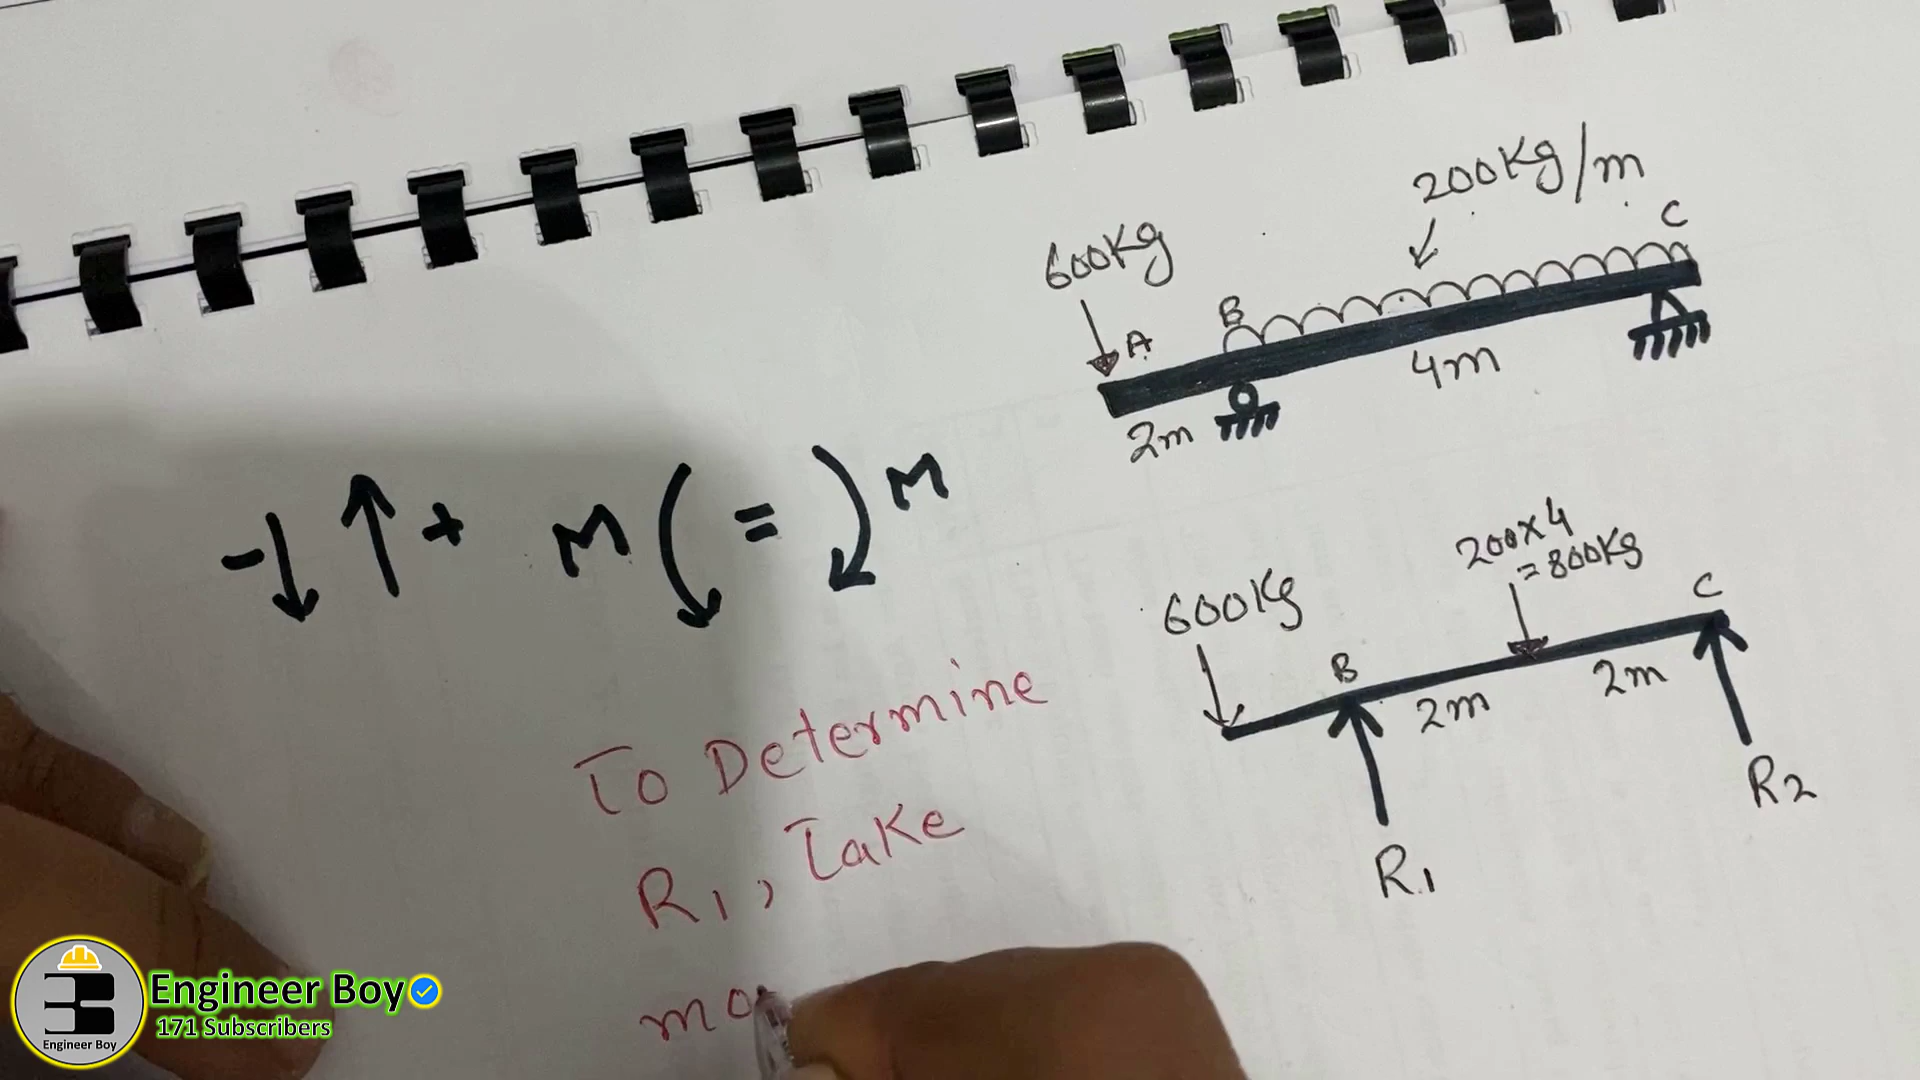 200Kg/m
600Kg
A
B
C
2m
4m
- + M = M
200x4
=800Kg
600Kg
B
C
2m
2m
R1
R2
To Determine
R1, Take
mo
Engineer Boy
171 Subscribers
Engineer Boy